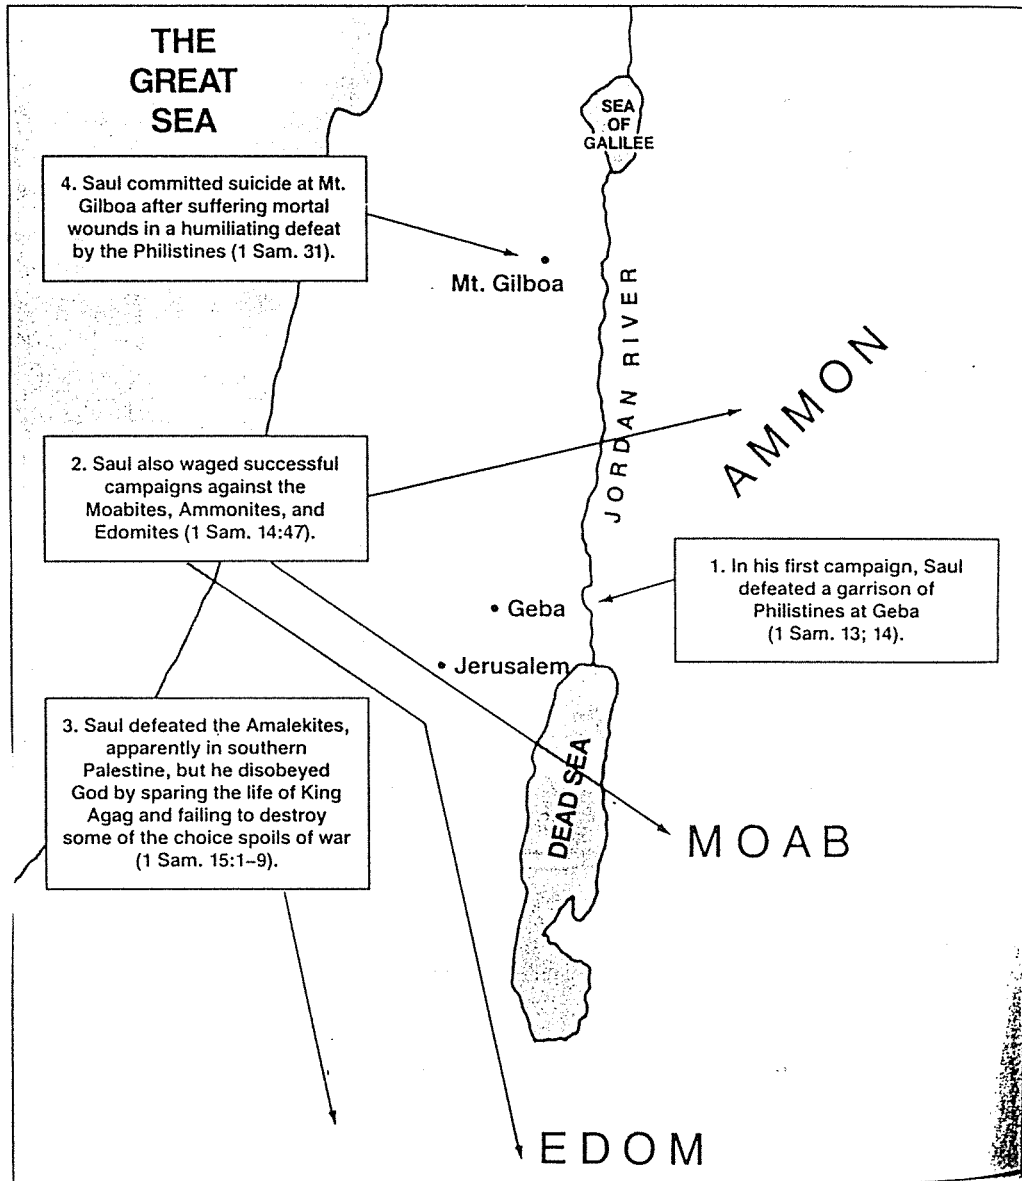 THE
GREAT
SEA
SEA
OF
GALILEE
4. Saul committed suicide at Mt.
Gilboa after suffering mortal
wounds in a humiliating defeat
by the Philistines (1 Sam. 31).
Mt. Gilboa
JORDAN RIVER
AMMON
2. Saul also waged successful
campaigns against the
Moabites, Ammonites, and
Edomites (1 Sam. 14:47).
1. In his first campaign, Saul
defeated a garrison of
Philistines at Geba
(1 Sam. 13; 14).
Geba
Jerusalem
3. Saul defeated the Amalekites,
apparently in southern
Palestine, but he disobeyed
God by sparing the life of King
Agag and failing to destroy
some of the choice spoils of war
(1 Sam. 15:1–9).
DEAD SEA
MOAB
EDOM